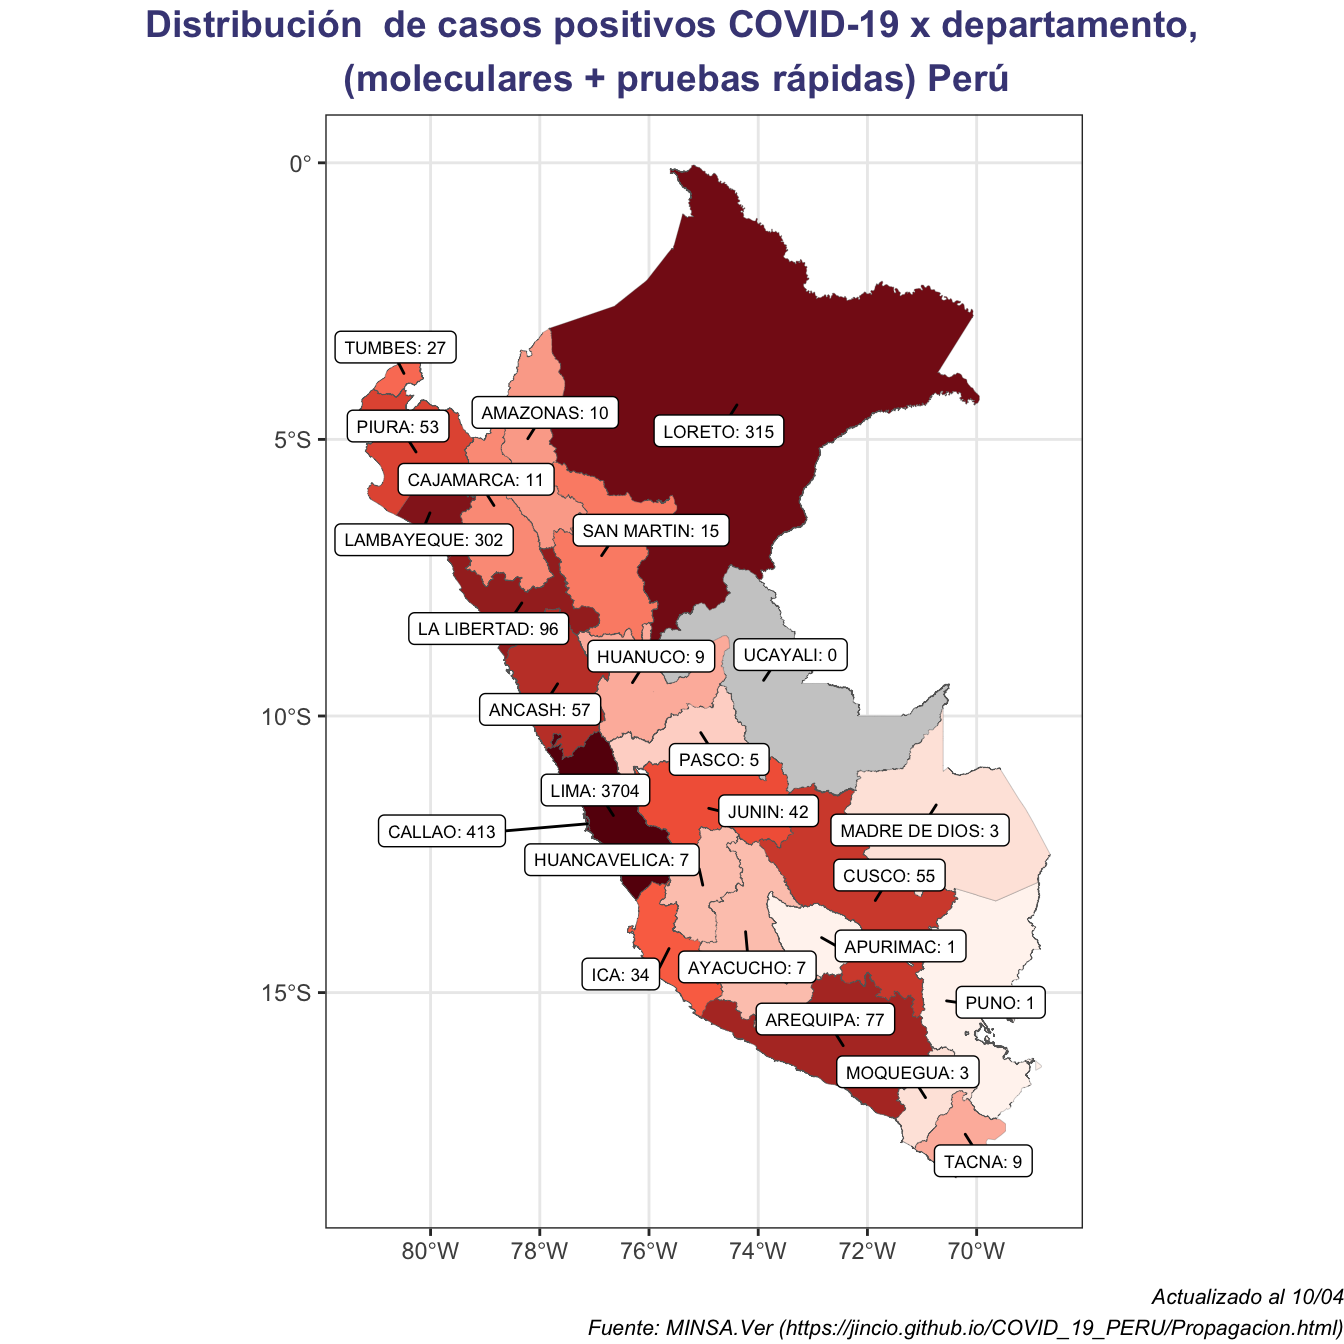 Distribución  de casos positivos COVID-19 x departamento,
(moleculares + pruebas rápidas) Perú
0°
5°S
10°S
15°S
TUMBES: 27
PIURA: 53
AMAZONAS: 10
LORETO: 315
CAJAMARCA: 11
LAMBAYEQUE: 302
SAN MARTIN: 15
LA LIBERTAD: 96
HUANUCO: 9
UCAYALI: 0
ANCASH: 57
PASCO: 5
LIMA: 3704
JUNIN: 42
CALLAO: 413
MADRE DE DIOS: 3
HUANCAVELICA: 7
CUSCO: 55
APURIMAC: 1
ICA: 34
AYACUCHO: 7
PUNO: 1
AREQUIPA: 77
MOQUEGUA: 3
TACNA: 9
80°W 78°W 76°W 74°W 72°W 70°W
Actualizado al 10/04
Fuente: MINSA.Ver (https://jincio.github.io/COVID_19_PERU/Propagacion.html)